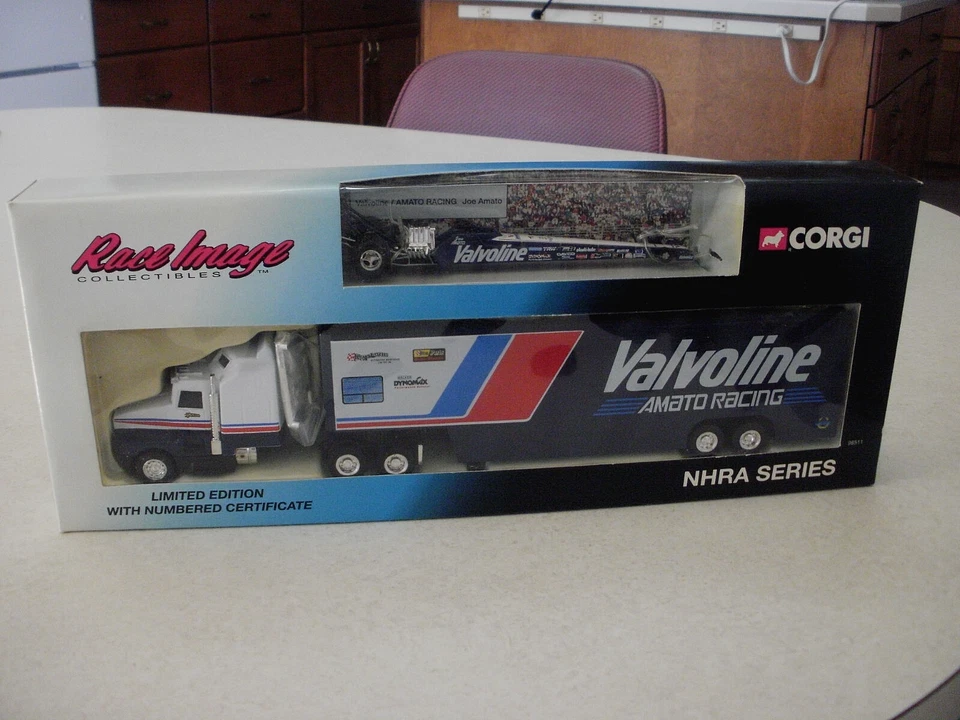 AMATO RACING Joe Amato
Race Image
COLLECTIBLES ™
Valvoline
CORGI
DYNOMAX
Valvoline
AMATO RACING
LIMITED EDITION
WITH NUMBERED CERTIFICATE
NHRA SERIES